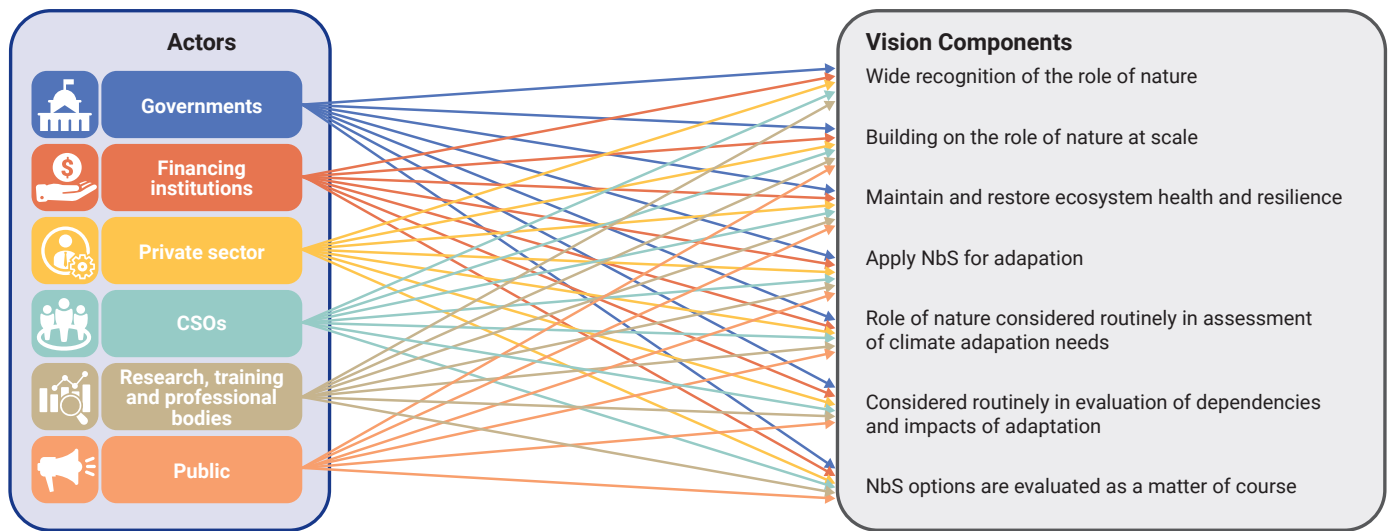 Actors
Governments
Financing
institutions
Private sector
CSOs
Research, training
and professional
bodies
Public
$
Vision Components
Wide recognition of the role of nature
Building on the role of nature at scale
Maintain and restore ecosystem health and resilience
Apply NbS for adapation
Role of nature considered routinely in assessment
of climate adapation needs
Considered routinely in evaluation of dependencies
and impacts of adaptation
NbS options are evaluated as a matter of course